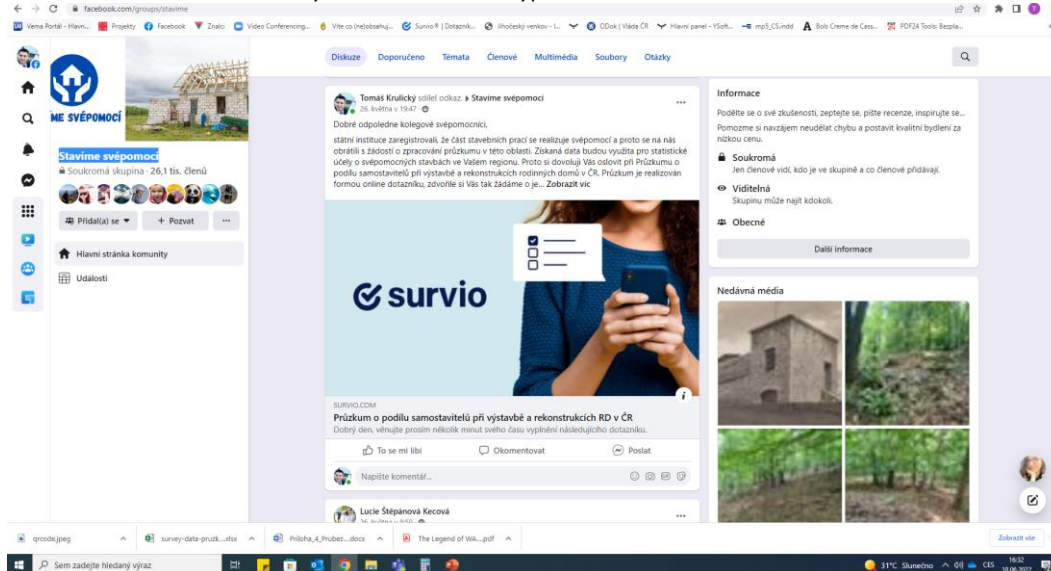 facebook.com/groups/stavime
Vema Portál - Hlavn...
Projekty
Facebook
Znalci
Video Conferencing...
Víte co (ne)obsahuj...
Survio® | Dotazník...
Jihočeský venkov - I...
ODok | Vláda ČR
Hlavní panel - YSoft...
mp5_CS.indd
Bols Creme de Cass...
PDF24 Tools: Bezpla...
ME SVÉPOMOCÍ
Stavíme svépomocí
Soukromá skupina · 26,1 tis. členů
Přidal(a) se
+ Pozvat
Hlavní stránka komunity
Události
Diskuze
Doporučeno
Témata
Členové
Multimédia
Soubory
Otázky
Tomáš Krulický sdílel odkaz. ▸ Stavíme svépomocí
26. května v 19:47 ·
Dobré odpoledne kolegové svépomocníci,
státní instituce zaregistrovali, že část stavebních prací se realizuje svépomocí a proto se na nás
obrátili s žádostí o zpracování průzkumu v této oblasti. Získaná data budou využita pro statistické
účely o svépomocných stavbách ve Vašem regionu. Proto si dovoluji Vás oslovit při Průzkumu o
podílu samostavitelů při výstavbě a rekonstrukcích rodinných domů v ČR. Průzkum je realizován
formou online dotazníku, zdvořile si Vás tak žádáme o je... Zobrazit víc
survio
SURVIO.COM
Průzkum o podílu samostavitelů při výstavbě a rekonstrukcích RD v ČR
Dobrý den, věnujte prosím několik minut svého času vyplnění následujícího dotazníku.
To se mi líbí
Okomentovat
Poslat
Napište komentář...
Lucie Štěpánová Kecová
Informace
Podělte se o své zkušenosti, zeptejte se, pište recenze, inspirujte se...
Pomozme si navzájem neudělat chybu a postavit kvalitní bydlení za
nízkou cenu.
Soukromá
Jen členové vidí, kdo je ve skupině a co členové přidávají.
Viditelná
Skupinu může najít kdokoli.
Obecné
Další informace
Nedávná média
qrcode.jpeg
survey-data-pruzk....xlsx
Priloha_4_Prubez...docx
The Legend of WA....pdf
Zobrazit vše
Sem zadejte hledaný výraz
31°C Slunečno
CES
16:32
18.06.2022